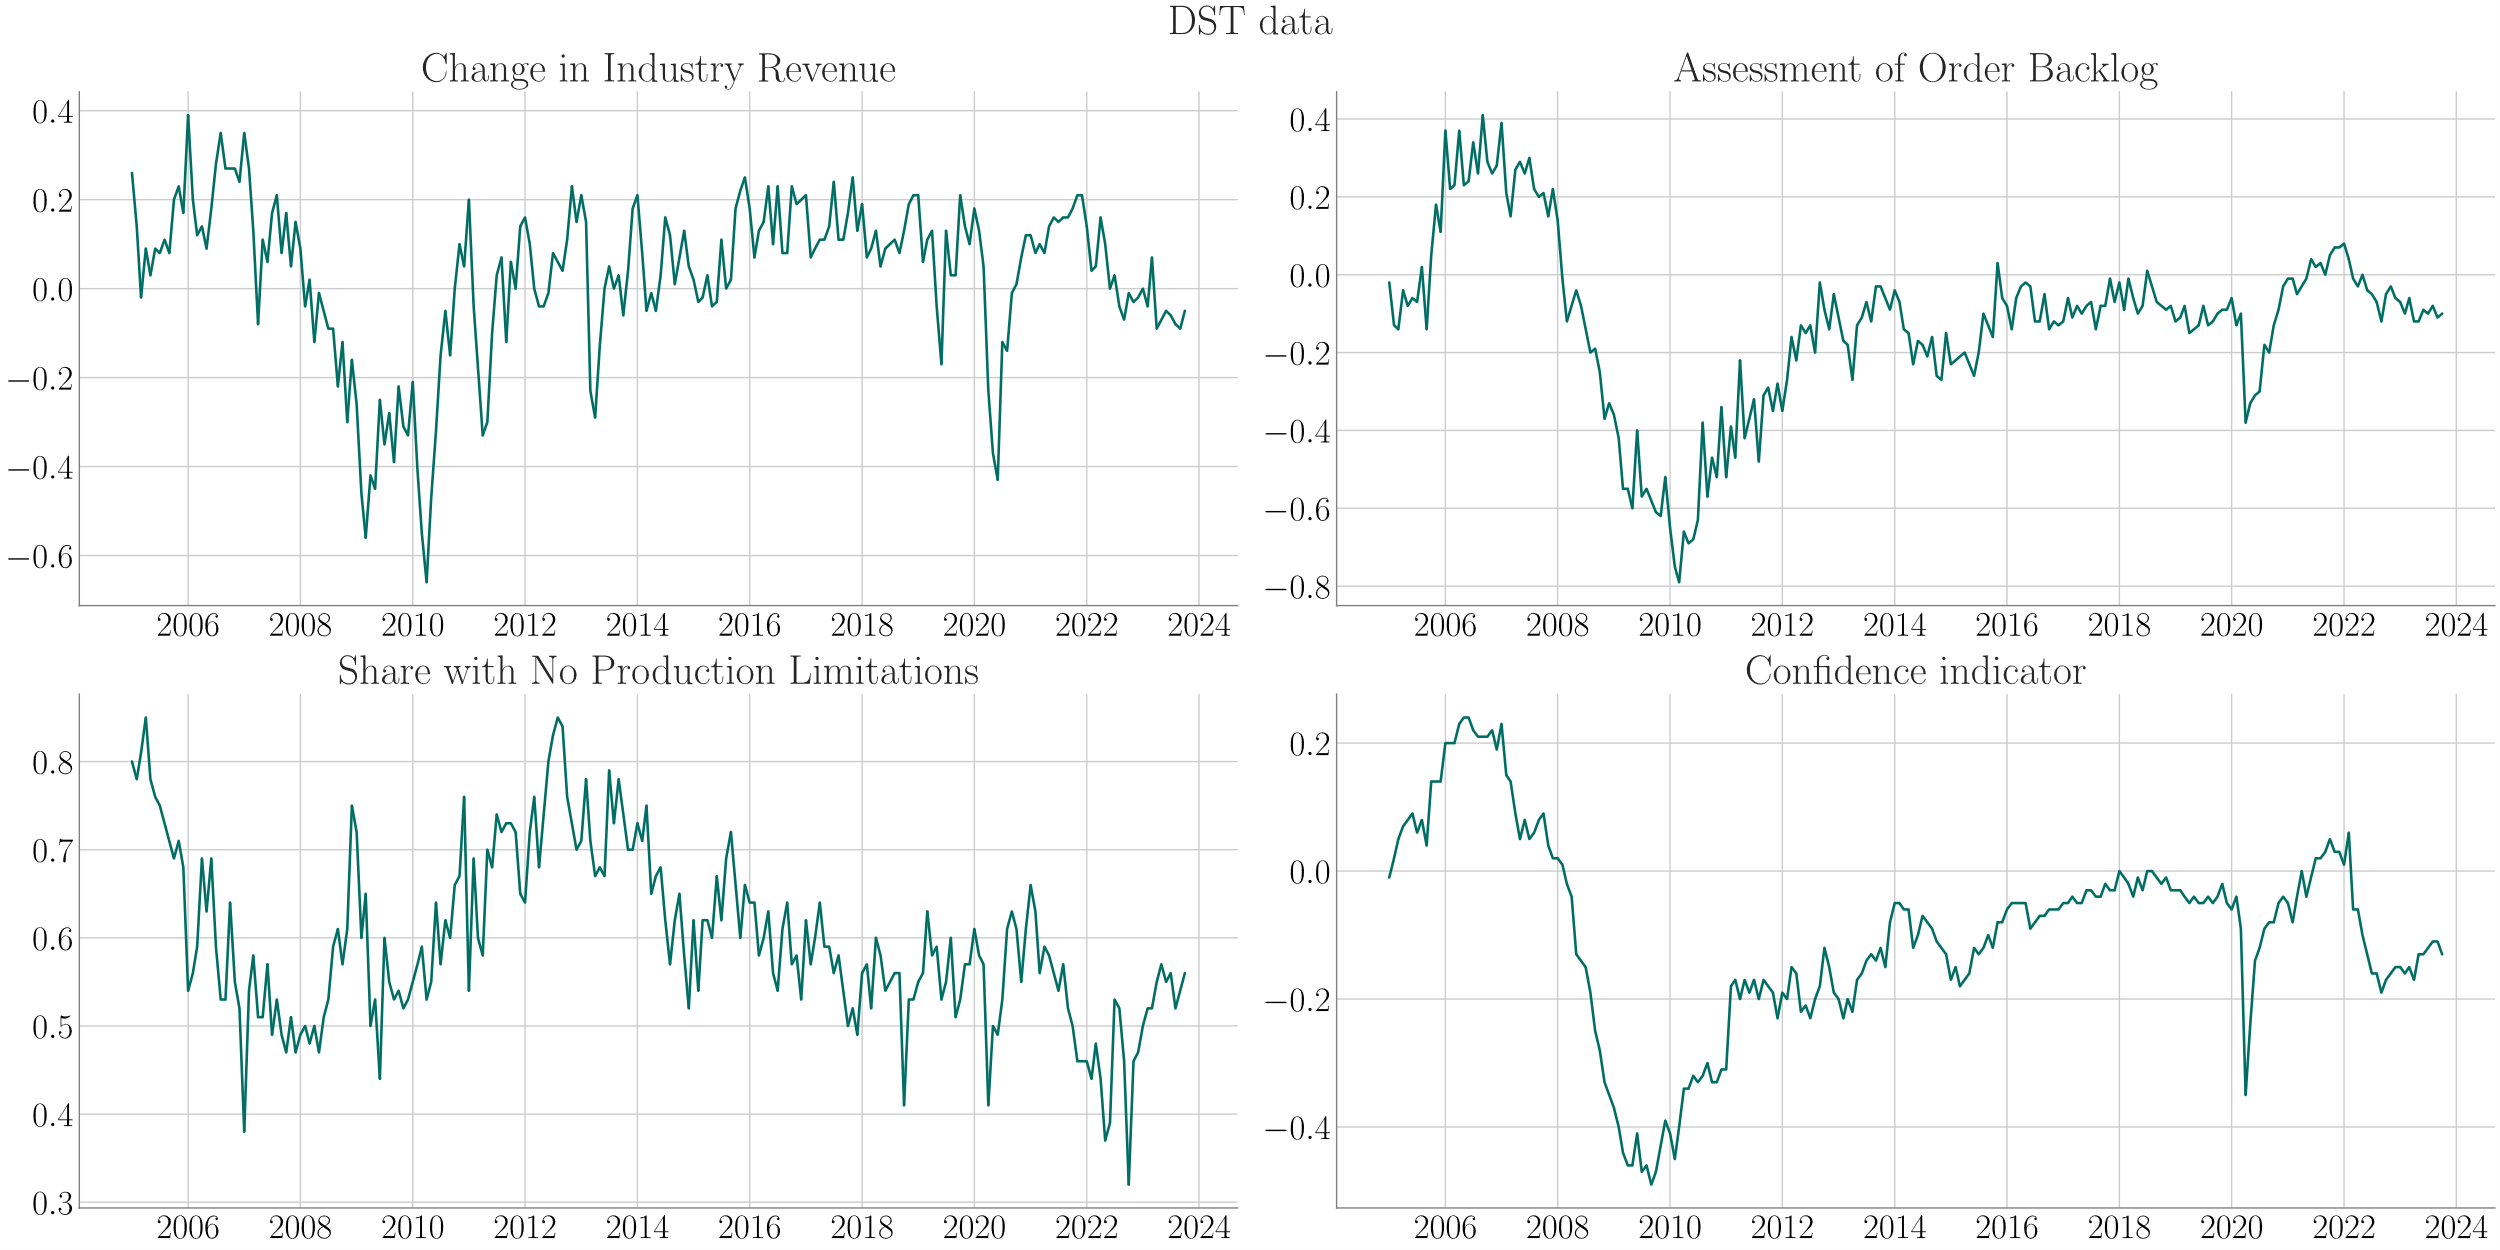 DST data
Change in Industry Revenue
0.4
0.2
0.0
−0.2
−0.4
−0.6
2006 2008 2010 2012 2014 2016 2018 2020 2022 2024
Assessment of Order Backlog
0.4
0.2
0.0
−0.2
−0.4
−0.6
−0.8
2006 2008 2010 2012 2014 2016 2018 2020 2022 2024
Share with No Production Limitations
0.8
0.7
0.6
0.5
0.4
0.3
2006 2008 2010 2012 2014 2016 2018 2020 2022 2024
Confidence indicator
0.2
0.0
−0.2
−0.4
2006 2008 2010 2012 2014 2016 2018 2020 2022 2024